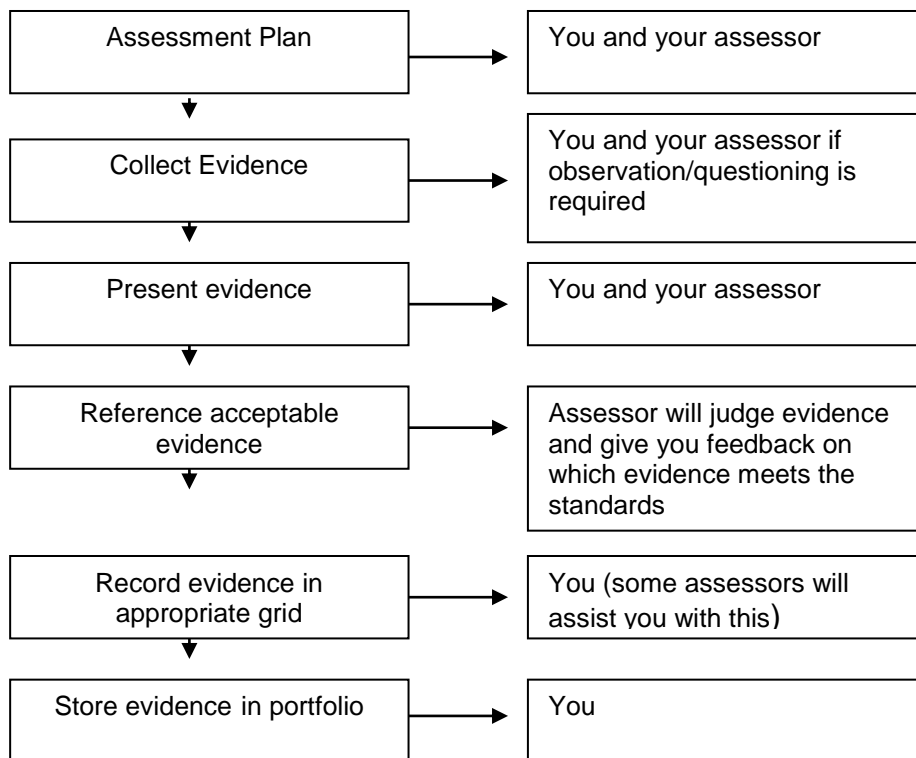 Assessment Plan
You and your assessor
Collect Evidence
You and your assessor if
observation/questioning is
required
Present evidence
You and your assessor
Reference acceptable
evidence
Assessor will judge evidence
and give you feedback on
which evidence meets the
standards
Record evidence in
appropriate grid
You (some assessors will
assist you with this)
Store evidence in portfolio
You